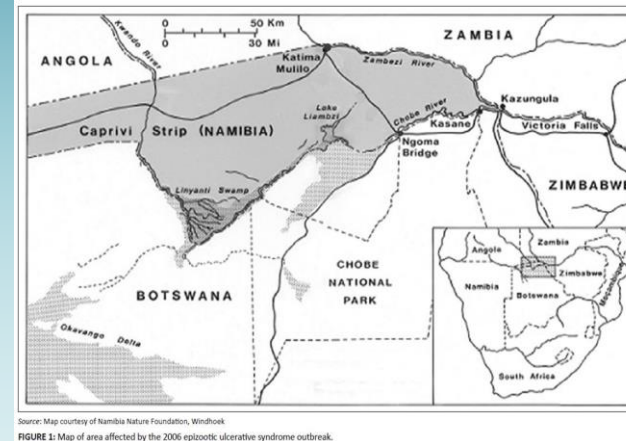 0 50 Km
0 30 Mi
ANGOLA
Kwando River
ZAMBIA
Katima
Mulilo
Zambezi River
Lake
Liambezi
Chobe River
Kazungula
Caprivi Strip (NAMIBIA)
Kasane
Victoria Falls
Ngoma
Bridge
Linyanti Swamp
ZIMBABWE
CHOBE
NATIONAL
PARK
BOTSWANA
Okavango Delta
Angola
Zambia
Zimbabwe
Namibia
Botswana
Mozambique
South Africa
Source: Map courtesy of Namibia Nature Foundation, Windhoek
FIGURE 1: Map of area affected by the 2006 epizootic ulcerative syndrome outbreak.